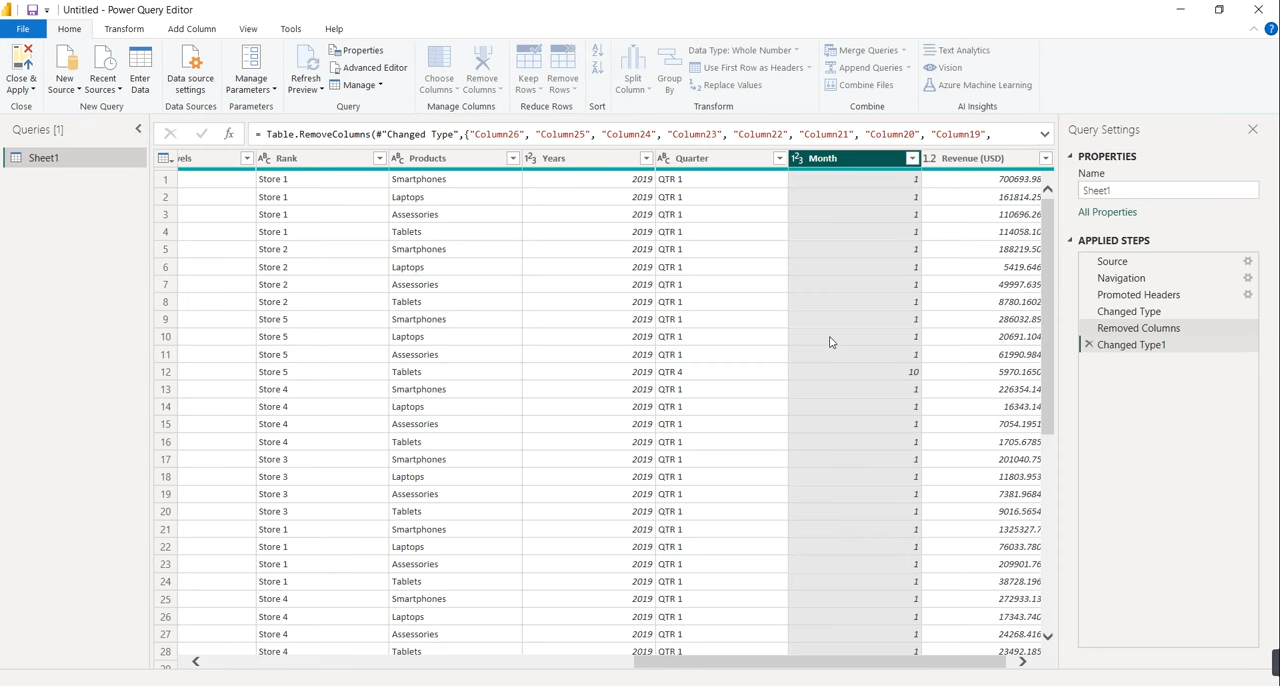 Untitled - Power Query Editor
File Home Transform Add Column View Tools Help
Close & Apply New Source Recent Sources Enter Data Data source settings Manage Parameters Refresh Preview Properties Advanced Editor Manage Choose Columns Remove Columns Keep Rows Remove Rows Split Column Group By Data Type: Whole Number Use First Row as Headers Replace Values Merge Queries Append Queries Combine Files Text Analytics Vision Azure Machine Learning
Close New Query Data Sources Parameters Query Manage Columns Reduce Rows Sort Transform Combine AI Insights
Queries [1] = Table.RemoveColumns(#"Changed Type",{"Column26", "Column25", "Column24", "Column23", "Column22", "Column21", "Column20", "Column19",
Sheet1
vels Rank Products Years Quarter Month Revenue (USD)
1 Store 1 Smartphones 2019 QTR 1 1 700693.98
2 Store 1 Laptops 2019 QTR 1 1 161814.25
3 Store 1 Assessories 2019 QTR 1 1 110696.26
4 Store 1 Tablets 2019 QTR 1 1 114058.10
5 Store 2 Smartphones 2019 QTR 1 1 188219.50
6 Store 2 Laptops 2019 QTR 1 1 5419.646
7 Store 2 Assessories 2019 QTR 1 1 49997.635
8 Store 2 Tablets 2019 QTR 1 1 8780.1602
9 Store 5 Smartphones 2019 QTR 1 1 286032.89
10 Store 5 Laptops 2019 QTR 1 1 20691.104
11 Store 5 Assessories 2019 QTR 1 1 61990.984
12 Store 5 Tablets 2019 QTR 4 10 5970.1650
13 Store 4 Smartphones 2019 QTR 1 1 226354.14
14 Store 4 Laptops 2019 QTR 1 1 16343.14
15 Store 4 Assessories 2019 QTR 1 1 7054.1951
16 Store 4 Tablets 2019 QTR 1 1 1705.6785
17 Store 3 Smartphones 2019 QTR 1 1 201040.75
18 Store 3 Laptops 2019 QTR 1 1 11803.953
19 Store 3 Assessories 2019 QTR 1 1 7381.9684
20 Store 3 Tablets 2019 QTR 1 1 9016.5654
21 Store 1 Smartphones 2019 QTR 1 1 1325327.7
22 Store 1 Laptops 2019 QTR 1 1 76033.780
23 Store 1 Assessories 2019 QTR 1 1 209901.76
24 Store 1 Tablets 2019 QTR 1 1 38728.196
25 Store 4 Smartphones 2019 QTR 1 1 272933.13
26 Store 4 Laptops 2019 QTR 1 1 17343.740
27 Store 4 Assessories 2019 QTR 1 1 24268.416
28 Store 4 Tablets 2019 QTR 1 1 23492.185
Query Settings
PROPERTIES
Name
Sheet1
All Properties
APPLIED STEPS
Source
Navigation
Promoted Headers
Changed Type
Removed Columns
Changed Type1